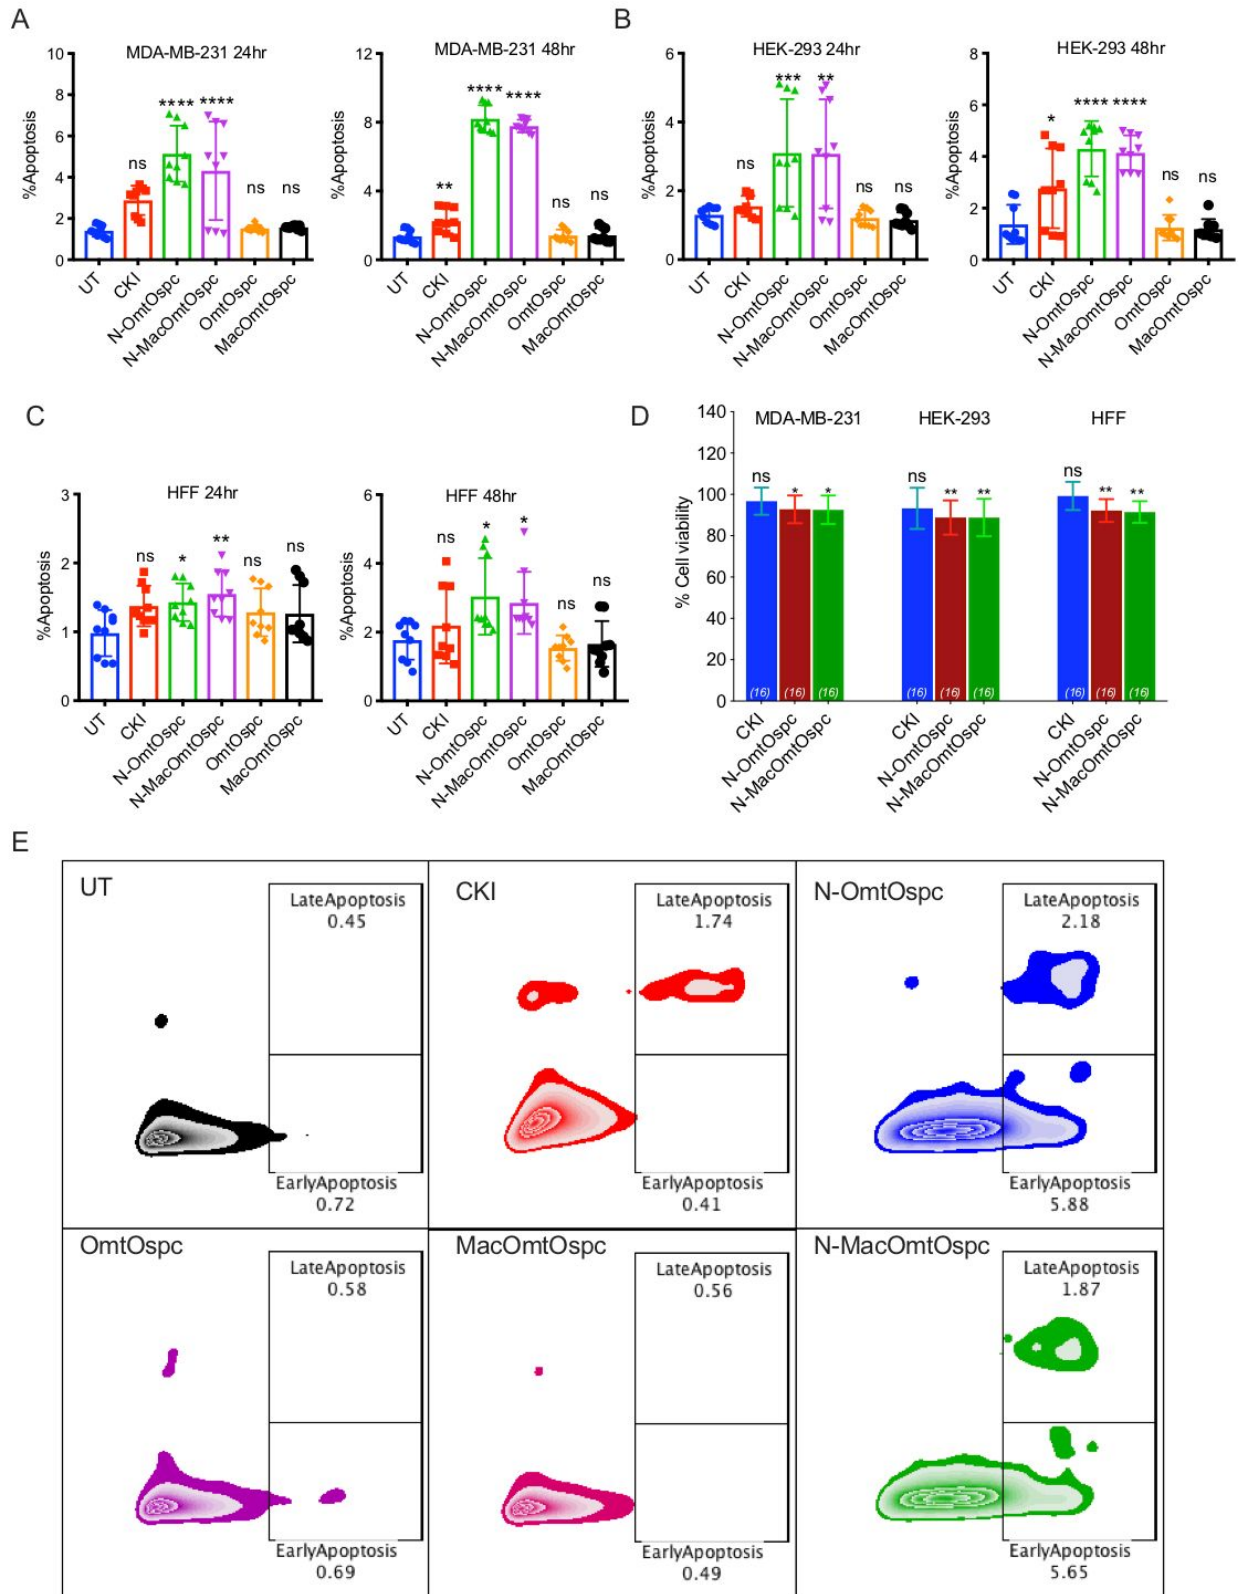 A
MDA-MB-231 24hr
%Apoptosis
10
8
6
4
2
0
ns
****
****
ns
ns
UT
CKI
N-OmtOspc
N-MacOmtOspc
OmtOspc
MacOmtOspc
MDA-MB-231 48hr
%Apoptosis
12
8
4
0
**
****
****
ns
ns
UT
CKI
N-OmtOspc
N-MacOmtOspc
OmtOspc
MacOmtOspc
B
HEK-293 24hr
%Apoptosis
6
4
2
0
ns
***
**
ns
ns
UT
CKI
N-OmtOspc
N-MacOmtOspc
OmtOspc
MacOmtOspc
HEK-293 48hr
%Apoptosis
8
6
4
2
0
*
****
****
ns
ns
UT
CKI
N-OmtOspc
N-MacOmtOspc
OmtOspc
MacOmtOspc
C
HFF 24hr
%Apoptosis
3
2
1
0
ns
*
**
ns
ns
UT
CKI
N-OmtOspc
N-MacOmtOspc
OmtOspc
MacOmtOspc
HFF 48hr
%Apoptosis
6
4
2
0
ns
*
*
ns
ns
UT
CKI
N-OmtOspc
N-MacOmtOspc
OmtOspc
MacOmtOspc
D
MDA-MB-231
HEK-293
HFF
% Cell viability
140
120
100
80
60
40
20
0
ns
*
*
ns
**
**
ns
**
**
(16)
(16)
(16)
(16)
(16)
(16)
(16)
(16)
(16)
CKI
N-OmtOspc
N-MacOmtOspc
CKI
N-OmtOspc
N-MacOmtOspc
CKI
N-OmtOspc
N-MacOmtOspc
E
UT
LateApoptosis
0.45
EarlyApoptosis
0.72
CKI
LateApoptosis
1.74
EarlyApoptosis
0.41
N-OmtOspc
LateApoptosis
2.18
EarlyApoptosis
5.88
OmtOspc
LateApoptosis
0.58
EarlyApoptosis
0.69
MacOmtOspc
LateApoptosis
0.56
EarlyApoptosis
0.49
N-MacOmtOspc
LateApoptosis
1.87
EarlyApoptosis
5.65